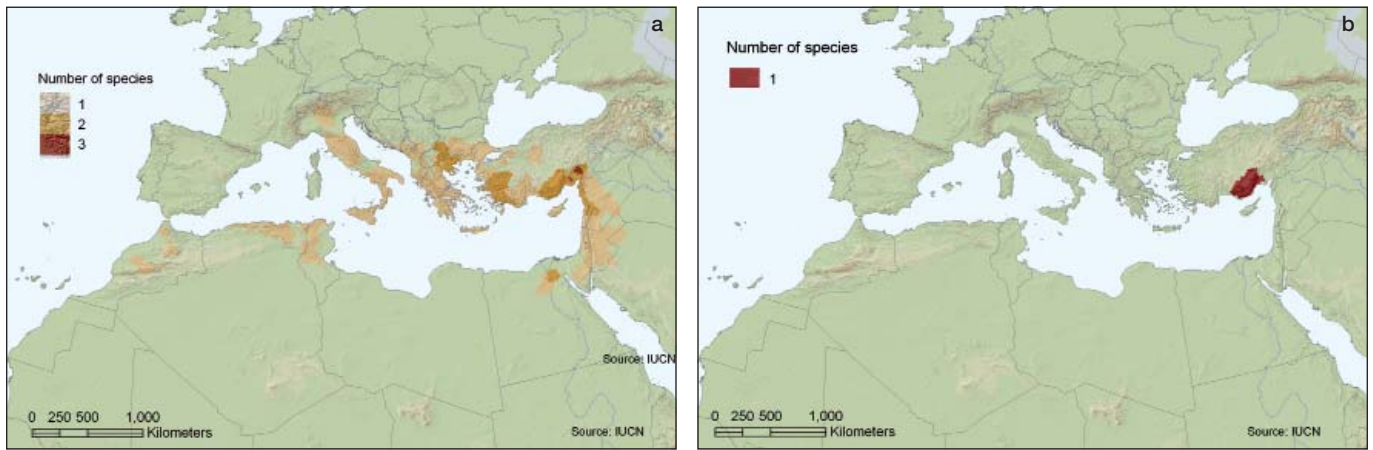 a
Number of species
1
2
3
Source: IUCN
0 250 500 1,000
Kilometers
Source: IUCN
b
Number of species
1
0 250 500 1,000
Kilometers
Source: IUCN